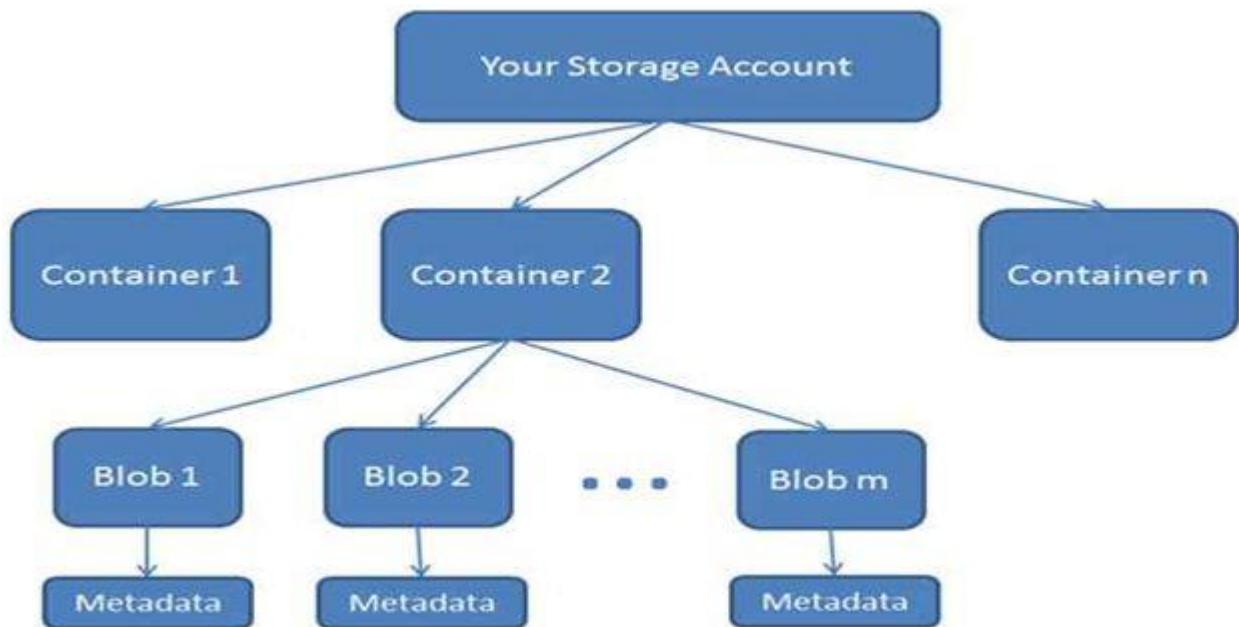 Your Storage Account
Container 1
Container 2
Container n
Blob 1
Blob 2
Blob m
Metadata
Metadata
Metadata